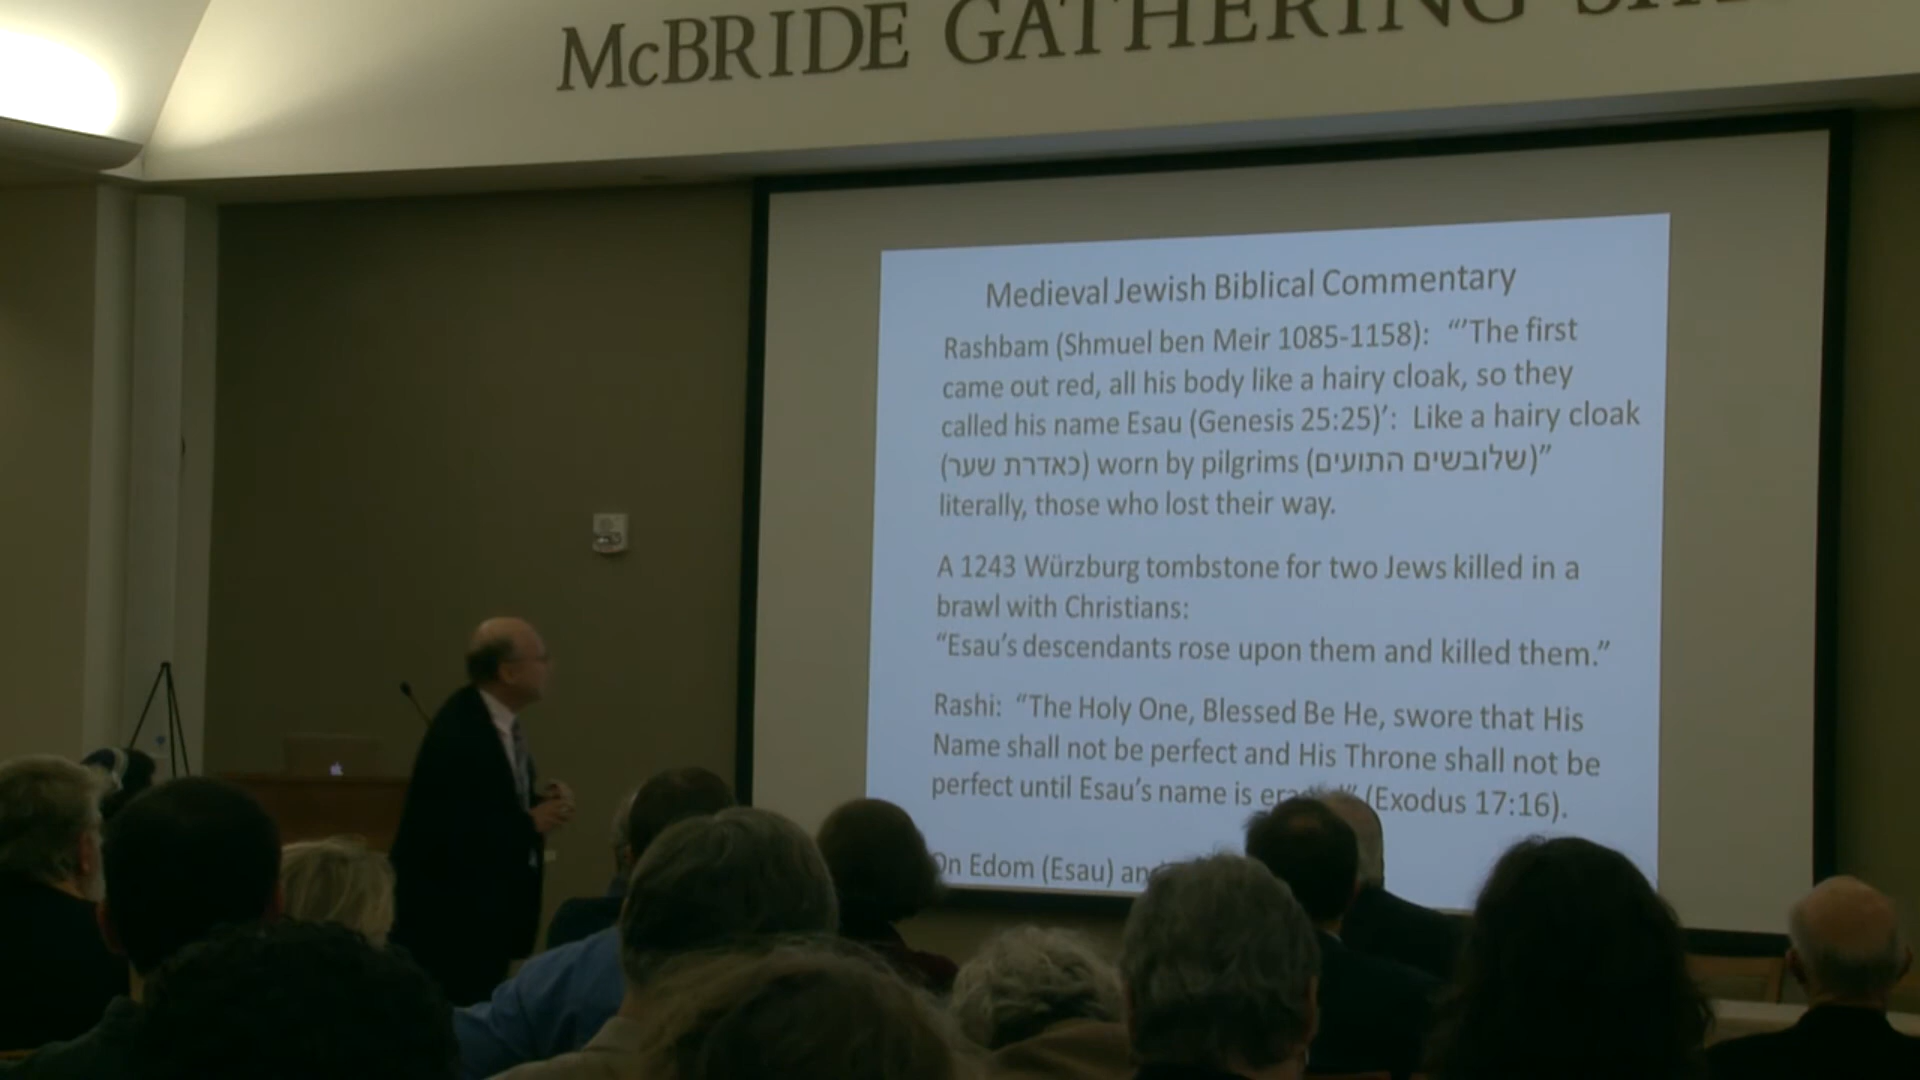 McBRIDE GATHERING
Medieval Jewish Biblical Commentary
Rashbam (Shmuel ben Meir 1085-1158): “‘The first
came out red, all his body like a hairy cloak, so they
called his name Esau (Genesis 25:25)’: Like a hairy cloak
(כאדרת שער) worn by pilgrims (שלובשים התועים)”
literally, those who lost their way.
A 1243 Würzburg tombstone for two Jews killed in a
brawl with Christians:
“Esau’s descendants rose upon them and killed them.”
Rashi: “The Holy One, Blessed Be He, swore that His
Name shall not be perfect and His Throne shall not be
perfect until Esau’s name is (Exodus 17:16).
On Edom (Esau)